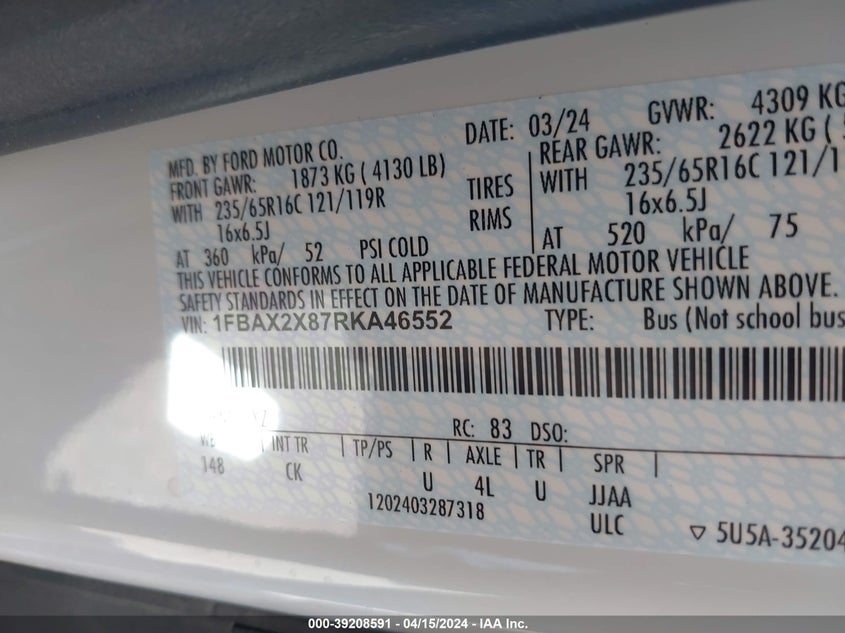 MFD. BY FORD MOTOR CO. DATE: 03/24 GVWR: 4309 KG
FRONT GAWR: 1873 KG ( 4130 LB) REAR GAWR: 2622 KG (
WITH 235/65R16C 121/119R TIRES WITH 235/65R16C 121/1
16x6.5J RIMS 16x6.5J
AT 360 kPa/ 52 PSI COLD AT 520 kPa/ 75
THIS VEHICLE CONFORMS TO ALL APPLICABLE FEDERAL MOTOR VEHICLE
SAFETY STANDARDS IN EFFECT ON THE DATE OF MANUFACTURE SHOWN ABOVE.
VIN: 1FBAX2X87RKA46552 TYPE: Bus (Not school bus
RC: 83 DSO:
INT TR TP/PS R AXLE TR SPR
148 CK U 4L U JJAA
1202403287318 ULC
5U5A-35204
000-39208591 - 04/15/2024 - IAA Inc.